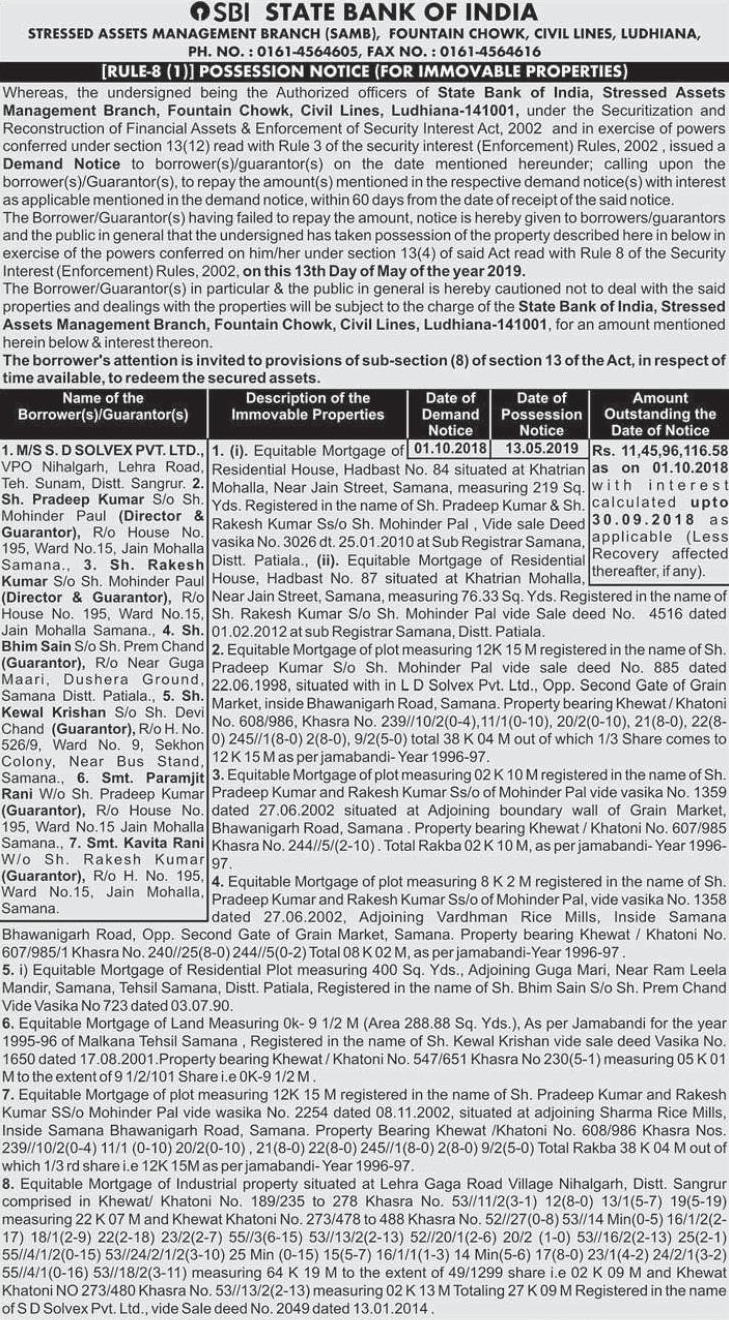 SBI STATE BANK OF INDIA
STRESSED ASSETS MANAGEMENT BRANCH (SAMB), FOUNTAIN CHOWK, CIVIL LINES, LUDHIANA,
PH. NO. : 0161-4564605, FAX NO. : 0161-4564616
[RULE-8 (1)] POSSESSION NOTICE (FOR IMMOVABLE PROPERTIES)
Whereas, the undersigned being the Authorized officers of State Bank of India, Stressed Assets
Management Branch, Fountain Chowk, Civil Lines, Ludhiana-141001, under the Securitization and
Reconstruction of Financial Assets & Enforcement of Security Interest Act, 2002 and in exercise of powers
conferred under section 13(12) read with Rule 3 of the security interest (Enforcement) Rules, 2002 , issued a
Demand Notice to borrower(s)/guarantor(s) on the date mentioned hereunder; calling upon the
borrower(s)/Guarantor(s), to repay the amount(s) mentioned in the respective demand notice(s) with interest
as applicable mentioned in the demand notice, within 60 days from the date of receipt of the said notice.
The Borrower/Guarantor(s) having failed to repay the amount, notice is hereby given to borrowers/guarantors
and the public in general that the undersigned has taken possession of the property described here in below in
exercise of the powers conferred on him/her under section 13(4) of said Act read with Rule 8 of the Security
Interest (Enforcement) Rules, 2002, on this 13th Day of May of the year 2019.
The Borrower/Guarantor(s) in particular & the public in general is hereby cautioned not to deal with the said
properties and dealings with the properties will be subject to the charge of the State Bank of India, Stressed
Assets Management Branch, Fountain Chowk, Civil Lines, Ludhiana-141001, for an amount mentioned
herein below & interest thereon.
The borrower's attention is invited to provisions of sub-section (8) of section 13 of the Act, in respect of
time available, to redeem the secured assets.
Name of the
Borrower(s)/Guarantor(s)
Description of the
Immovable Properties
Date of
Demand
Notice
Date of
Possession
Notice
Amount
Outstanding the
Date of Notice
1. M/S S. D SOLVEX PVT. LTD.,
VPO Nihalgarh, Lehra Road,
Teh. Sunam, Distt. Sangrur. 2.
Sh. Pradeep Kumar S/o Sh.
Mohinder Paul (Director &
Guarantor), R/o House No.
195, Ward No.15, Jain Mohalla
Samana., 3. Sh. Rakesh
Kumar S/o Sh. Mohinder Paul
(Director & Guarantor), R/o
House No. 195, Ward No.15,
Jain Mohalla Samana., 4. Sh.
Bhim Sain S/o Sh. Prem Chand
(Guarantor), R/o Near Guga
Maari, Dushera Ground,
Samana Distt. Patiala., 5. Sh.
Kewal Krishan S/o Sh. Devi
Chand (Guarantor), R/o H. No.
526/9, Ward No. 9, Sekhon
Colony, Near Bus Stand,
Samana., 6. Smt. Paramjit
Rani W/o Sh. Pradeep Kumar
(Guarantor), R/o House No.
195, Ward No.15 Jain Mohalla
Samana., 7. Smt. Kavita Rani
W/o Sh. Rakesh Kumar
(Guarantor), R/o H. No. 195,
Ward No.15, Jain Mohalla,
Samana.
1. (i). Equitable Mortgage of
Residential House, Hadbast No. 84 situated at Khatrian
Mohalla, Near Jain Street, Samana, measuring 219 Sq.
Yds. Registered in the name of Sh. Pradeep Kumar & Sh.
Rakesh Kumar Ss/o Sh. Mohinder Pal , Vide sale Deed
vasika No. 3026 dt. 25.01.2010 at Sub Registrar Samana,
Distt. Patiala., (ii). Equitable Mortgage of Residential
House, Hadbast No. 87 situated at Khatrian Mohalla,
Near Jain Street, Samana, measuring 76.33 Sq. Yds. Registered in the name of
Sh. Rakesh Kumar S/o Sh. Mohinder Pal vide Sale deed No. 4516 dated
01.02.2012 at sub Registrar Samana, Distt. Patiala.
01.10.2018
13.05.2019
Rs. 11,45,96,116.58
as on 01.10.2018
with interest
calculated upto
30.09.2018 as
applicable (Less
Recovery affected
thereafter, if any).
2. Equitable Mortgage of plot measuring 12K 15 M registered in the name of Sh.
Pradeep Kumar S/o Sh. Mohinder Pal vide sale deed No. 885 dated
22.06.1998, situated with in L D Solvex Pvt. Ltd., Opp. Second Gate of Grain
Market, inside Bhawanigarh Road, Samana. Property bearing Khewat / Khatoni
No. 608/986, Khasra No. 239//10/2(0-4),11/1(0-10), 20/2(0-10), 21(8-0), 22(8-
0) 245//1(8-0) 2(8-0), 9/2(5-0) total 38 K 04 M out of which 1/3 Share comes to
12 K 15 M as per jamabandi- Year 1996-97.
3. Equitable Mortgage of plot measuring 02 K 10 M registered in the name of Sh.
Pradeep Kumar and Rakesh Kumar Ss/o of Mohinder Pal vide vasika No. 1359
dated 27.06.2002 situated at Adjoining boundary wall of Grain Market,
Bhawanigarh Road, Samana . Property bearing Khewat / Khatoni No. 607/985
Khasra No. 244//5/(2-10) . Total Rakba 02 K 10 M, as per jamabandi- Year 1996-
97.
4. Equitable Mortgage of plot measuring 8 K 2 M registered in the name of Sh.
Pradeep Kumar and Rakesh Kumar Ss/o of Mohinder Pal, vide vasika No. 1358
dated 27.06.2002, Adjoining Vardhman Rice Mills, Inside Samana
Bhawanigarh Road, Opp. Second Gate of Grain Market, Samana. Property bearing Khewat / Khatoni No.
607/985/1 Khasra No. 240//25(8-0) 244//5(0-2) Total 08 K 02 M, as per jamabandi-Year 1996-97 .
5. i) Equitable Mortgage of Residential Plot measuring 400 Sq. Yds., Adjoining Guga Mari, Near Ram Leela
Mandir, Samana, Tehsil Samana, Distt. Patiala, Registered in the name of Sh. Bhim Sain S/o Sh. Prem Chand
Vide Vasika No 723 dated 03.07.90.
6. Equitable Mortgage of Land Measuring 0k- 9 1/2 M (Area 288.88 Sq. Yds.), As per Jamabandi for the year
1995-96 of Malkana Tehsil Samana , Registered in the name of Sh. Kewal Krishan vide sale deed Vasika No.
1650 dated 17.08.2001.Property bearing Khewat / Khatoni No. 547/651 Khasra No 230(5-1) measuring 05 K 01
M to the extent of 9 1/2/101 Share i.e 0K-9 1/2 M .
7. Equitable Mortgage of plot measuring 12K 15 M registered in the name of Sh. Pradeep Kumar and Rakesh
Kumar SS/o Mohinder Pal vide wasika No. 2254 dated 08.11.2002, situated at adjoining Sharma Rice Mills,
Inside Samana Bhawanigarh Road, Samana. Property Bearing Khewat /Khatoni No. 608/986 Khasra Nos.
239//10/2(0-4) 11/1 (0-10) 20/2(0-10) , 21(8-0) 22(8-0) 245//1(8-0) 2(8-0) 9/2(5-0) Total Rakba 38 K 04 M out of
which 1/3 rd share i.e 12K 15M as per jamabandi- Year 1996-97.
8. Equitable Mortgage of Industrial property situated at Lehra Gaga Road Village Nihalgarh, Distt. Sangrur
comprised in Khewat/ Khatoni No. 189/235 to 278 Khasra No. 53//11/2(3-1) 12(8-0) 13/1(5-7) 19(5-19)
measuring 22 K 07 M and Khewat Khatoni No. 273/478 to 488 Khasra No. 52//27(0-8) 53//14 Min(0-5) 16/1/2(2-
17) 18/1(2-9) 22(2-18) 23/2(2-7) 55//3(6-15) 53//13/2(2-13) 52//20/1(2-6) 20/2 (1-0) 53//16/2(2-13) 25(2-1)
55//4/1/2(0-15) 53//24/2/1/2(3-10) 25 Min (0-15) 15(5-7) 16/1/1(1-3) 14 Min(5-6) 17(8-0) 23/1(4-2) 24/2/1(3-2)
55//4/1(0-16) 53//18/2(3-11) measuring 64 K 19 M to the extent of 49/1299 share i.e 02 K 09 M and Khewat
Khatoni NO 273/480 Khasra No. 53//13/2(2-13) measuring 02 K 13 M Totaling 27 K 09 M Registered in the name
of S D Solvex Pvt. Ltd., vide Sale deed No. 2049 dated 13.01.2014 .